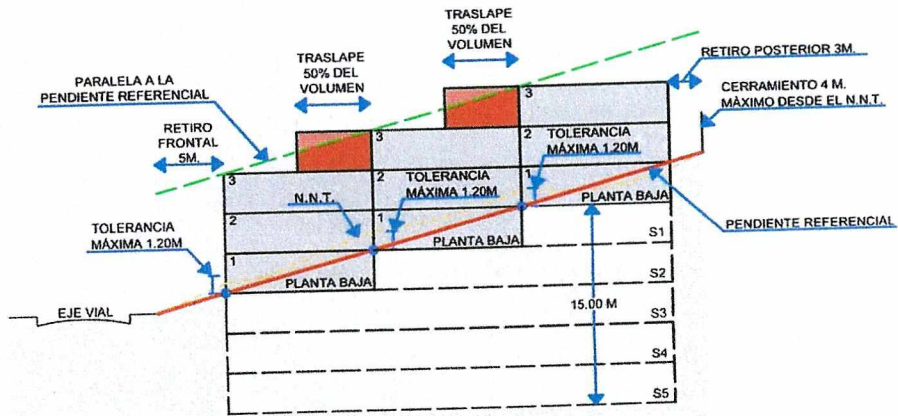 TRASLAPE
50% DEL
VOLUMEN
TRASLAPE
50% DEL
VOLUMEN
RETIRO POSTERIOR 3M.
PARALELA A LA
PENDIENTE REFERENCIAL
CERRAMIENTO 4 M.
MÁXIMO DESDE EL N.N.T.
RETIRO
FRONTAL
5M.
3
3
3
2
2
2
1
1
1
TOLERANCIA
MÁXIMA 1.20M
TOLERANCIA
MÁXIMA 1.20M
N.N.T.
TOLERANCIA
MÁXIMA 1.20M
PLANTA BAJA
PLANTA BAJA
PLANTA BAJA
PENDIENTE REFERENCIAL
EJE VIAL
15.00 M
S1
S2
S3
S4
S5